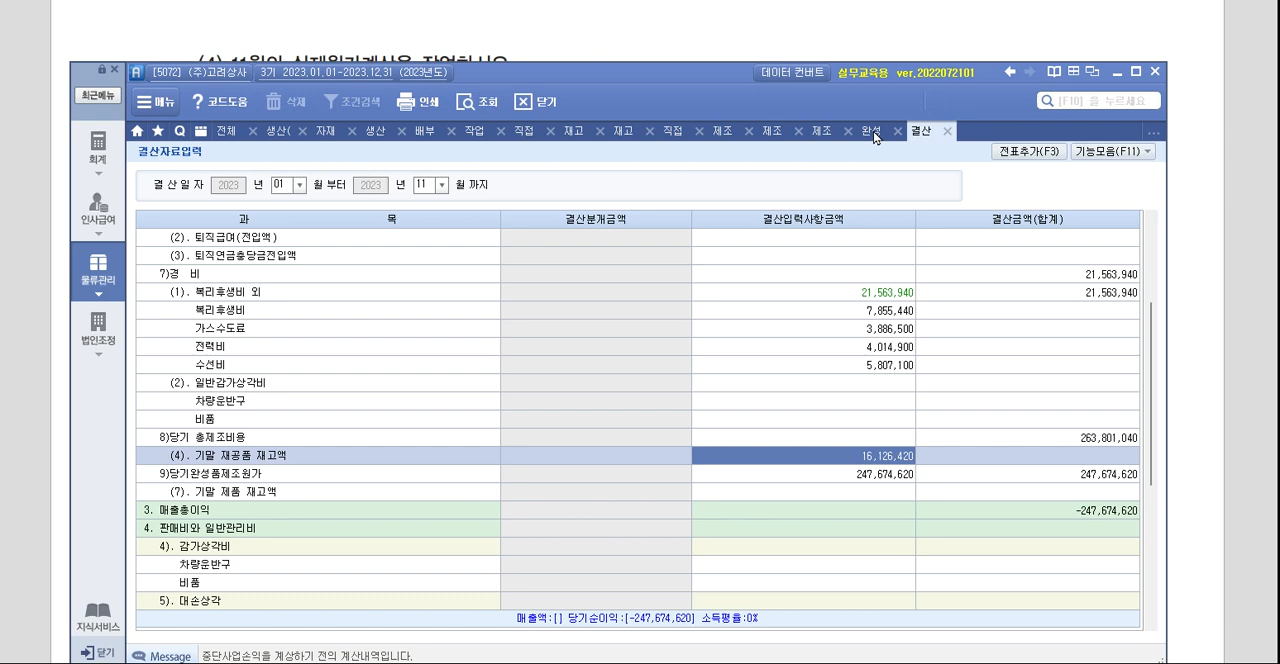 (4) 11월의 실제원가계산을 작업하시오
A [5072] (주)고려상사 3기 2023.01.01~2023.12.31 (2023년도) 데이터 컨버트 실무교육용 ver.2022072101
최근메뉴
메뉴 ? 코드도움 삭제 조건검색 인쇄 조회 닫기 [F10] 을 누르세요
전체 생산( 자재 생산 배부 작업 직접 재고 재고 직접 제조 제조 제조 완성 결산 ...
결산자료입력 전표추가(F3) 기능모음(F11)
회계
인사급여
물류관리
법인조정
지식서비스
닫기
결산일자 2023 년 01 월 부터 2023 년 11 월 까지
과 목 결산분개금액 결산입력사항금액 결산금액(합계)
(2). 퇴직급여(전입액)
(3). 퇴직연금충당금전입액
7)경 비 21,563,940
(1). 복리후생비 외 21,563,940 21,563,940
복리후생비 7,855,440
가스수도료 3,886,500
전력비 4,014,900
수선비 5,807,100
(2). 일반감가상각비
차량운반구
비품
8)당기 총제조비용 263,801,040
(4). 기말 재공품 재고액 16,126,420
9)당기완성품제조원가 247,674,620 247,674,620
(7). 기말 제품 재고액
3. 매출총이익 -247,674,620
4. 판매비와 일반관리비
4). 감가상각비
차량운반구
비품
5). 대손상각
매출액:[] 당기순이익:[-247,674,620] 소득평률:0%
Message 중단사업손익을 계상하기 전의 계산내역입니다.